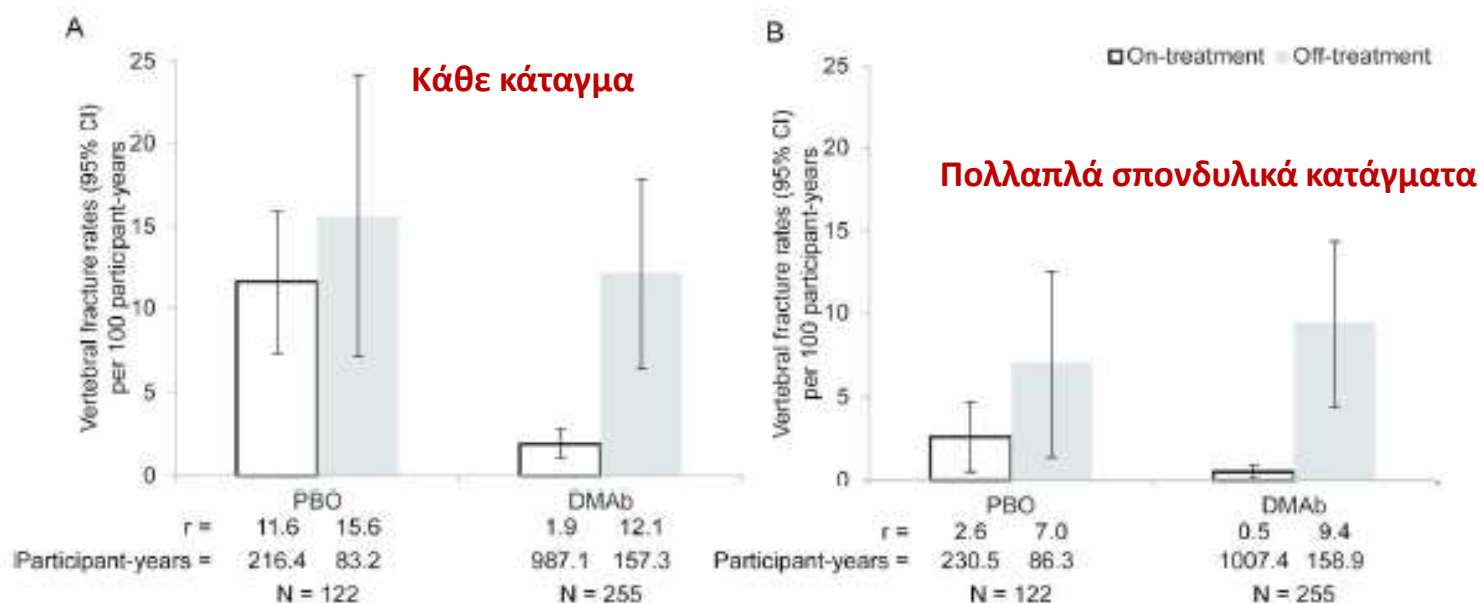 A
Κάθε κάταγμα
Vertebral fracture rates (95% CI)
per 100 participant-years
25
20
15
10
5
0
PBO
DMAb
r =
11.6
15.6
1.9
12.1
Participant-years =
216.4
83.2
987.1
157.3
N = 122
N = 255
B
On-treatment
Off-treatment
Πολλαπλά σπονδυλικά κατάγματα
Vertebral fracture rates (95% CI)
per 100 participant-years
25
20
15
10
5
0
PBO
DMAb
r =
2.6
7.0
0.5
9.4
Participant-years =
230.5
86.3
1007.4
158.9
N = 122
N = 255